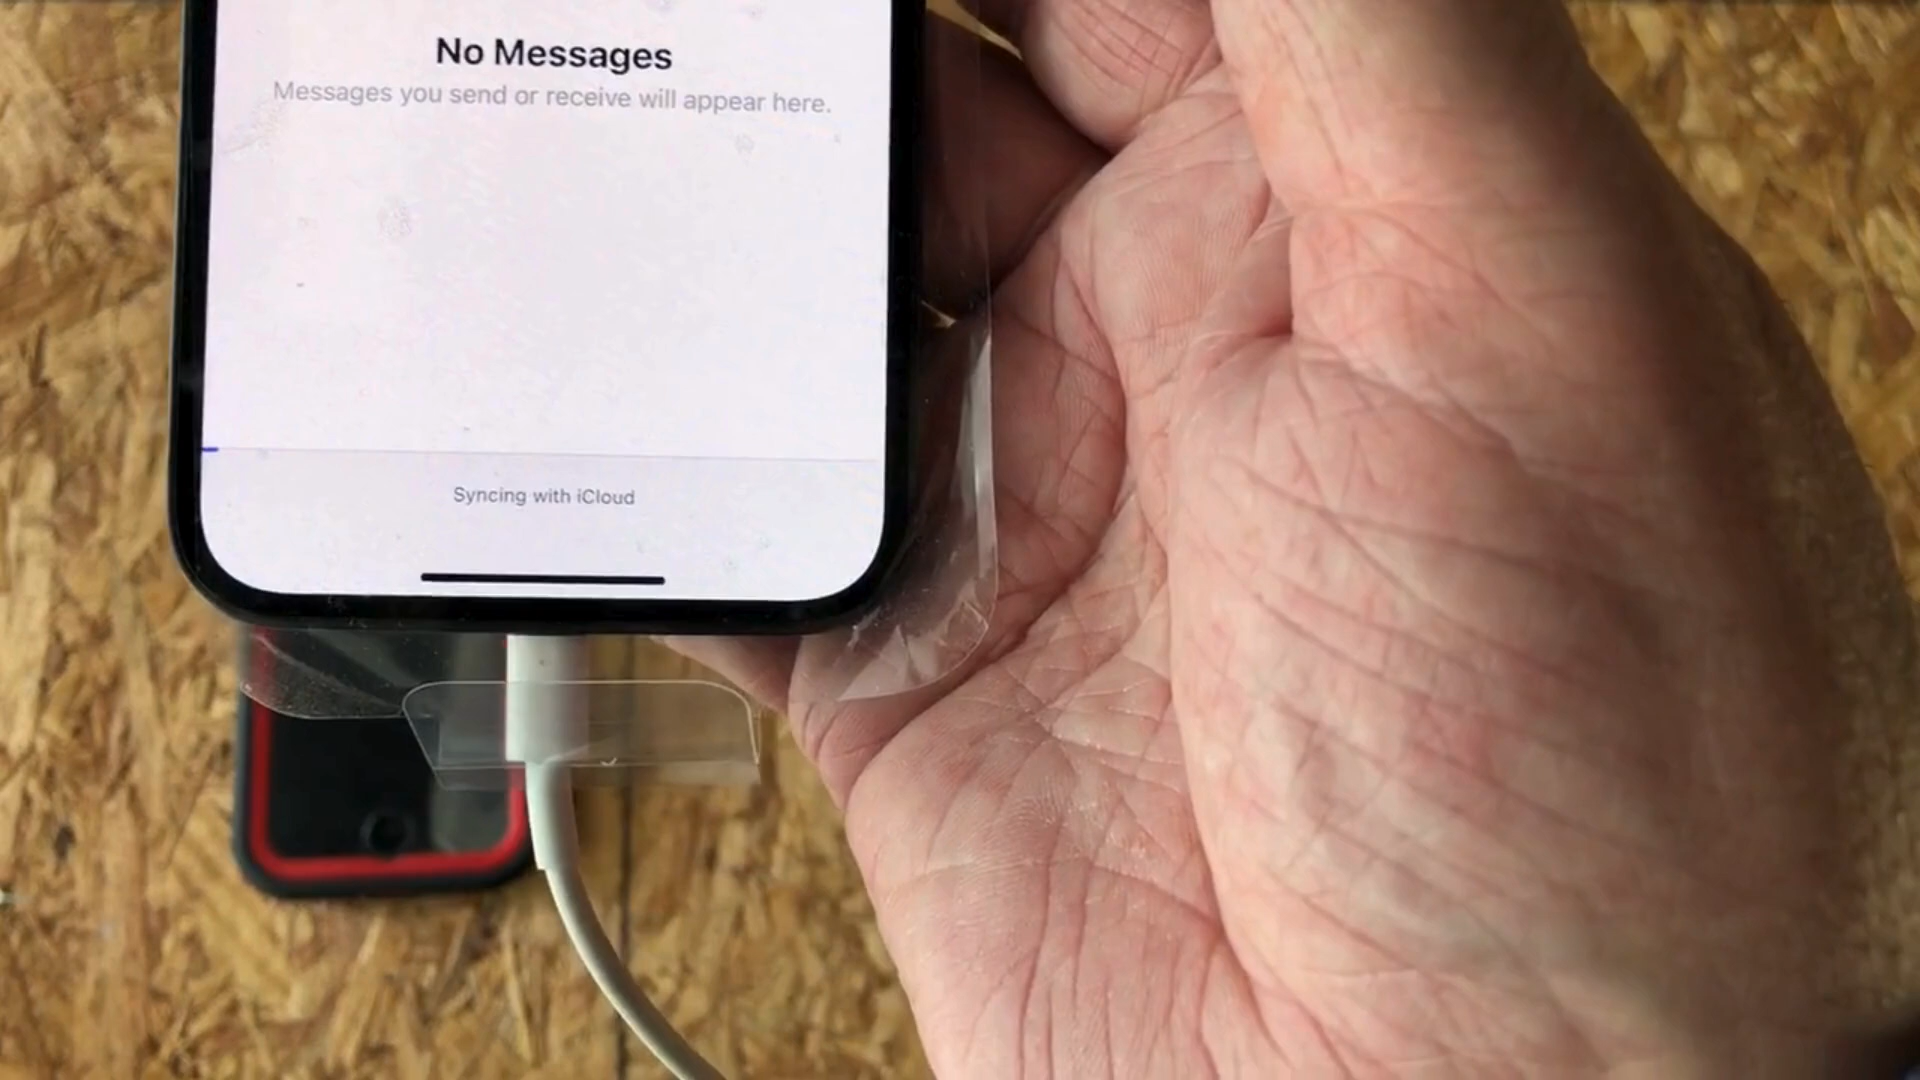 No Messages
Messages you send or receive will appear here.
Syncing with iCloud